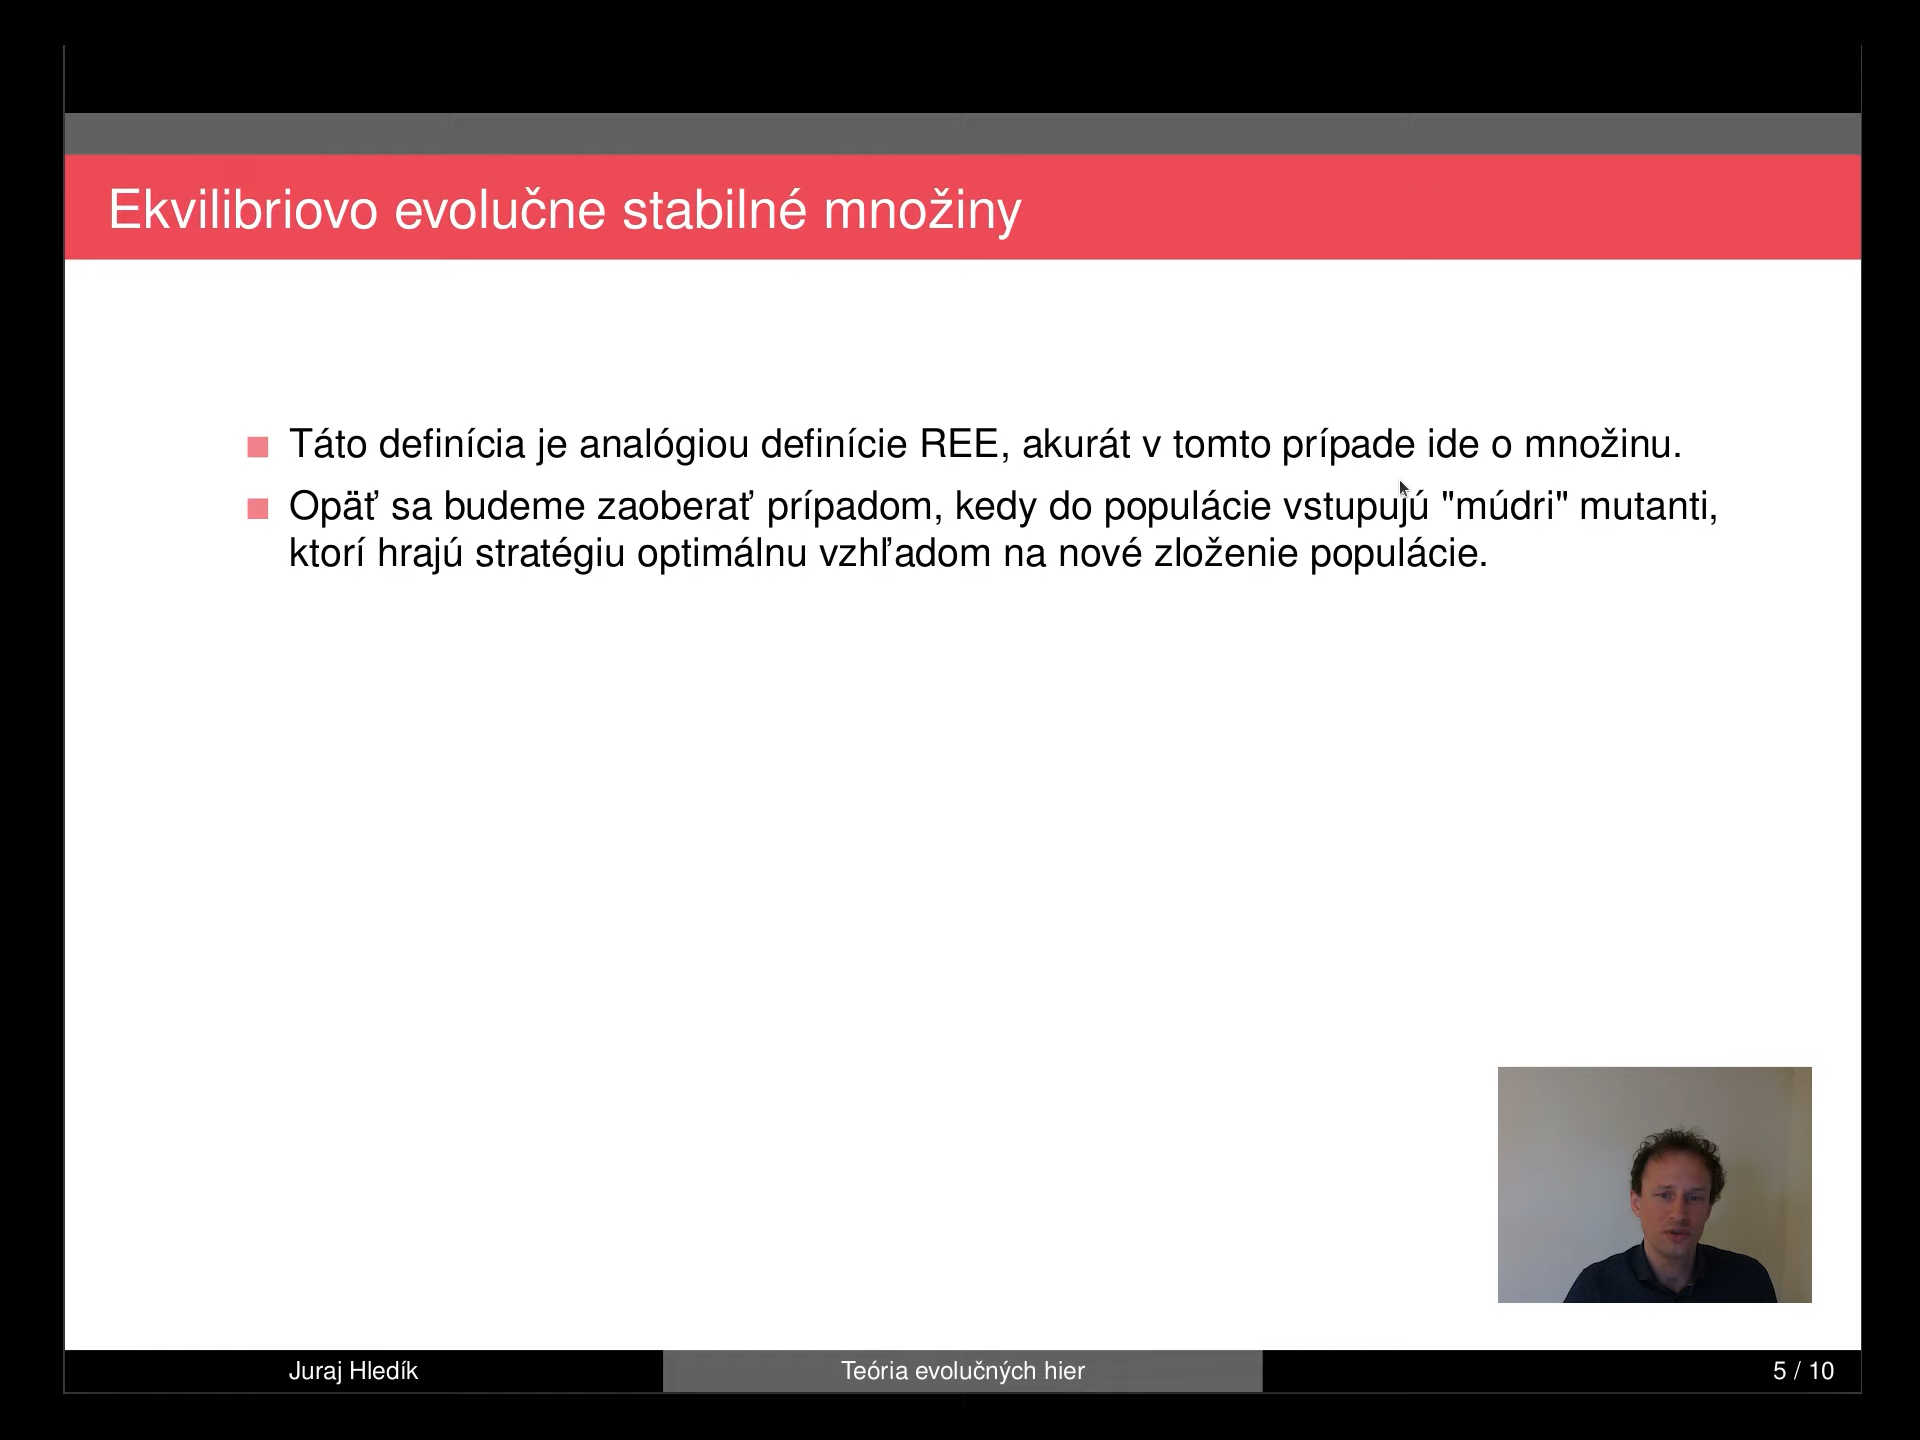 Ekvilibriovo evolučne stabilné množiny
Táto definícia je analógiou definície REE, akurát v tomto prípade ide o množinu.
Opäť sa budeme zaoberať prípadom, kedy do populácie vstupujú "múdri" mutanti,
ktorí hrajú stratégiu optimálnu vzhľadom na nové zloženie populácie.
Juraj Hledík
Teória evolučných hier
5 / 10